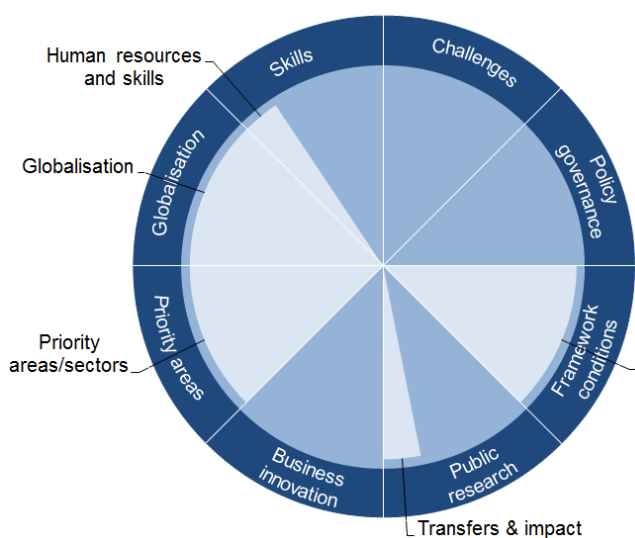 Human resources
and skills
Skills
Challenges
Globalisation
Globalisation
Policy
governance
Priority
areas/sectors
Priority areas
Framework
conditions
Business
innovation
Public
research
Transfers & impact